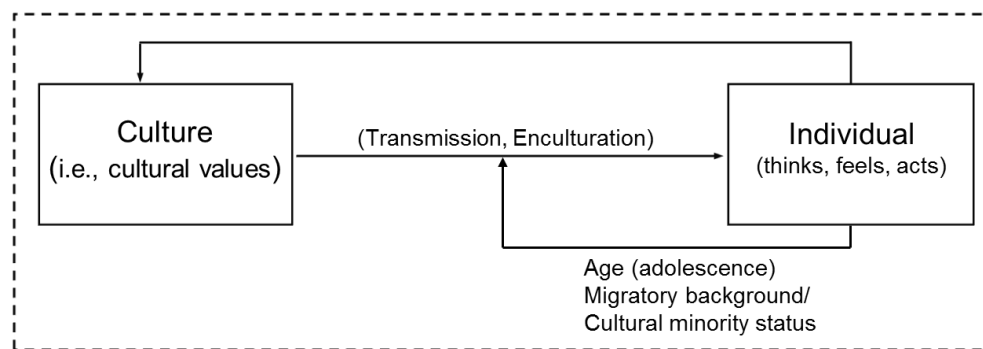 Culture
(i.e., cultural values)
(Transmission, Enculturation)
Individual
(thinks, feels, acts)
Age (adolescence)
Migratory background/
Cultural minority status